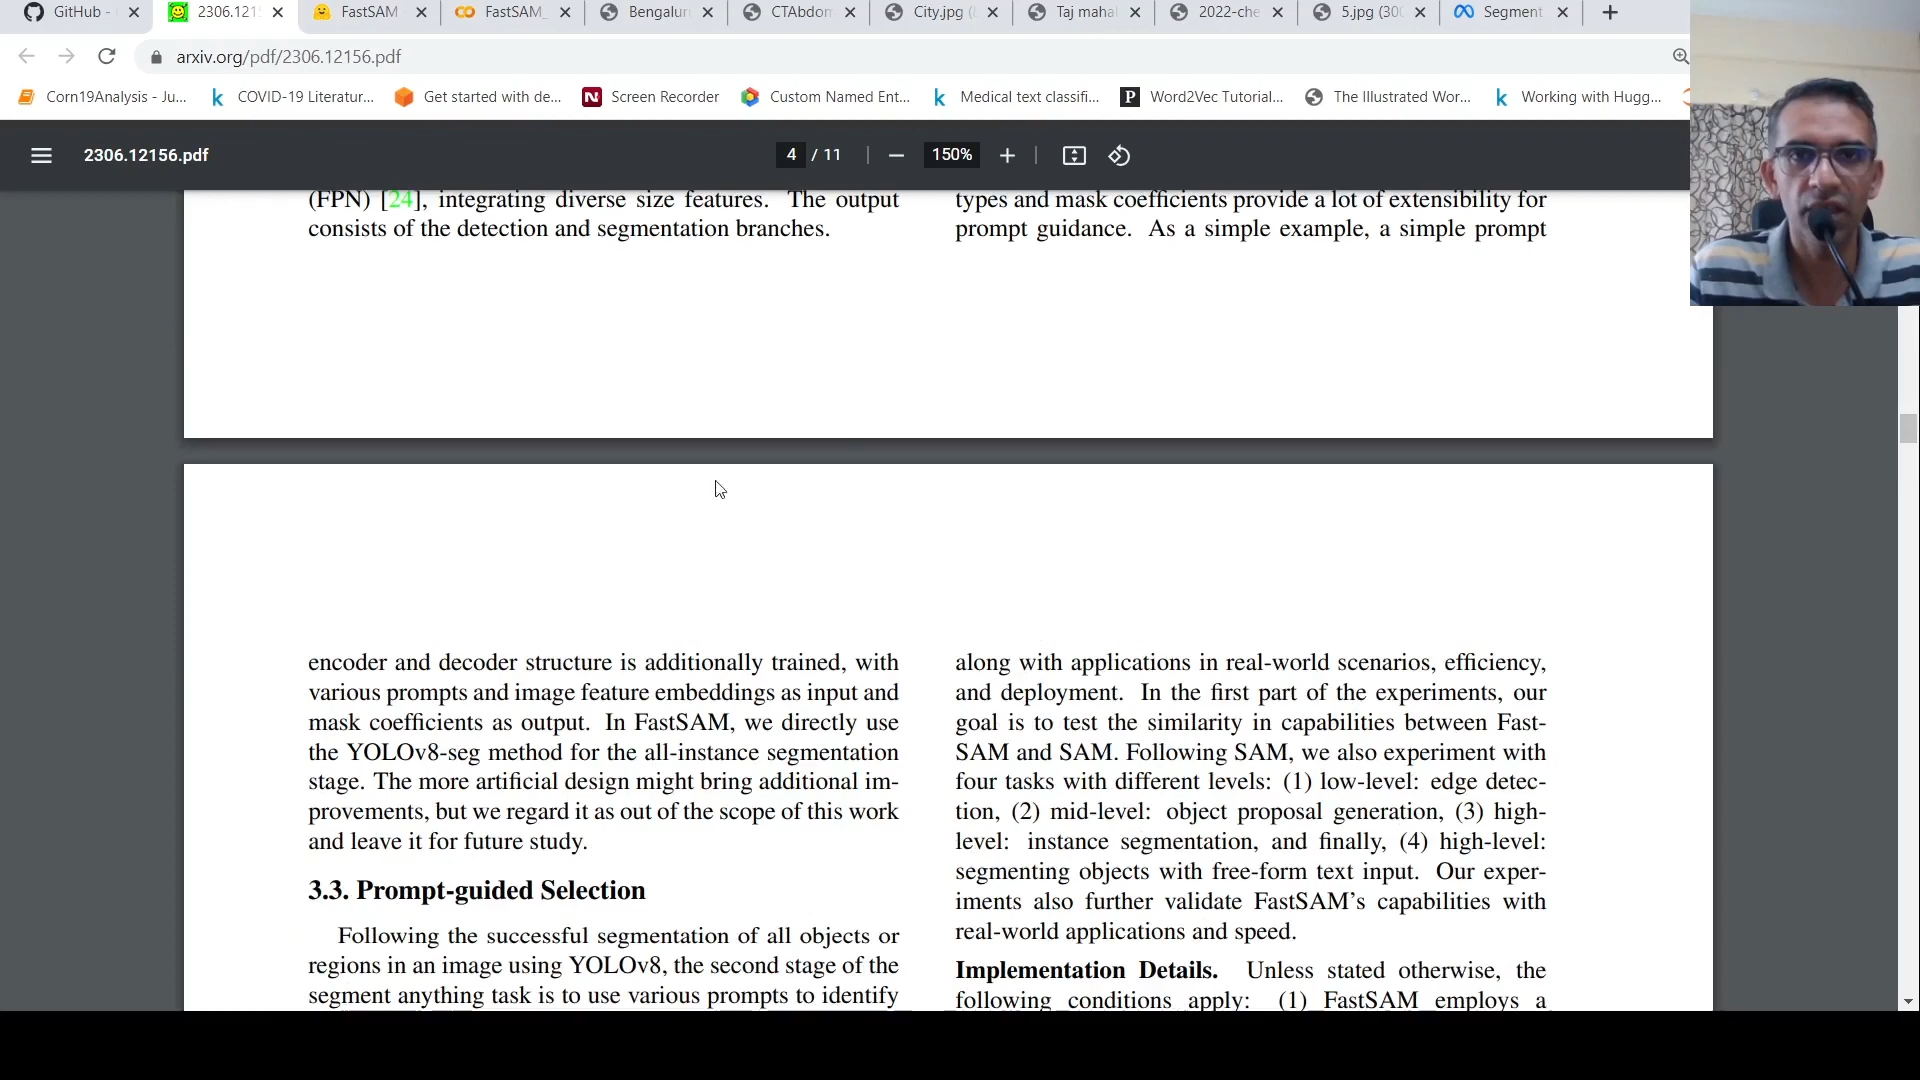 GitHub -
2306.121
FastSAM
FastSAM_
Bengalur
CTAbdom
City.jpg (
Taj maha
2022-che
5.jpg (300
Segment
arxiv.org/pdf/2306.12156.pdf
Corn19Analysis - Ju...
COVID-19 Literatur...
Get started with de...
Screen Recorder
Custom Named Ent...
Medical text classifi...
Word2Vec Tutorial...
The Illustrated Wor...
Working with Hugg...
2306.12156.pdf
4 / 11
150%
(FPN) [24], integrating diverse size features. The output
consists of the detection and segmentation branches.
types and mask coefficients provide a lot of extensibility for
prompt guidance. As a simple example, a simple prompt
encoder and decoder structure is additionally trained, with
various prompts and image feature embeddings as input and
mask coefficients as output. In FastSAM, we directly use
the YOLOv8-seg method for the all-instance segmentation
stage. The more artificial design might bring additional im-
provements, but we regard it as out of the scope of this work
and leave it for future study.
3.3. Prompt-guided Selection
Following the successful segmentation of all objects or
regions in an image using YOLOv8, the second stage of the
segment anything task is to use various prompts to identify
along with applications in real-world scenarios, efficiency,
and deployment. In the first part of the experiments, our
goal is to test the similarity in capabilities between Fast-
SAM and SAM. Following SAM, we also experiment with
four tasks with different levels: (1) low-level: edge detec-
tion, (2) mid-level: object proposal generation, (3) high-
level: instance segmentation, and finally, (4) high-level:
segmenting objects with free-form text input. Our exper-
iments also further validate FastSAM's capabilities with
real-world applications and speed.
Implementation Details. Unless stated otherwise, the
following conditions apply: (1) FastSAM employs a